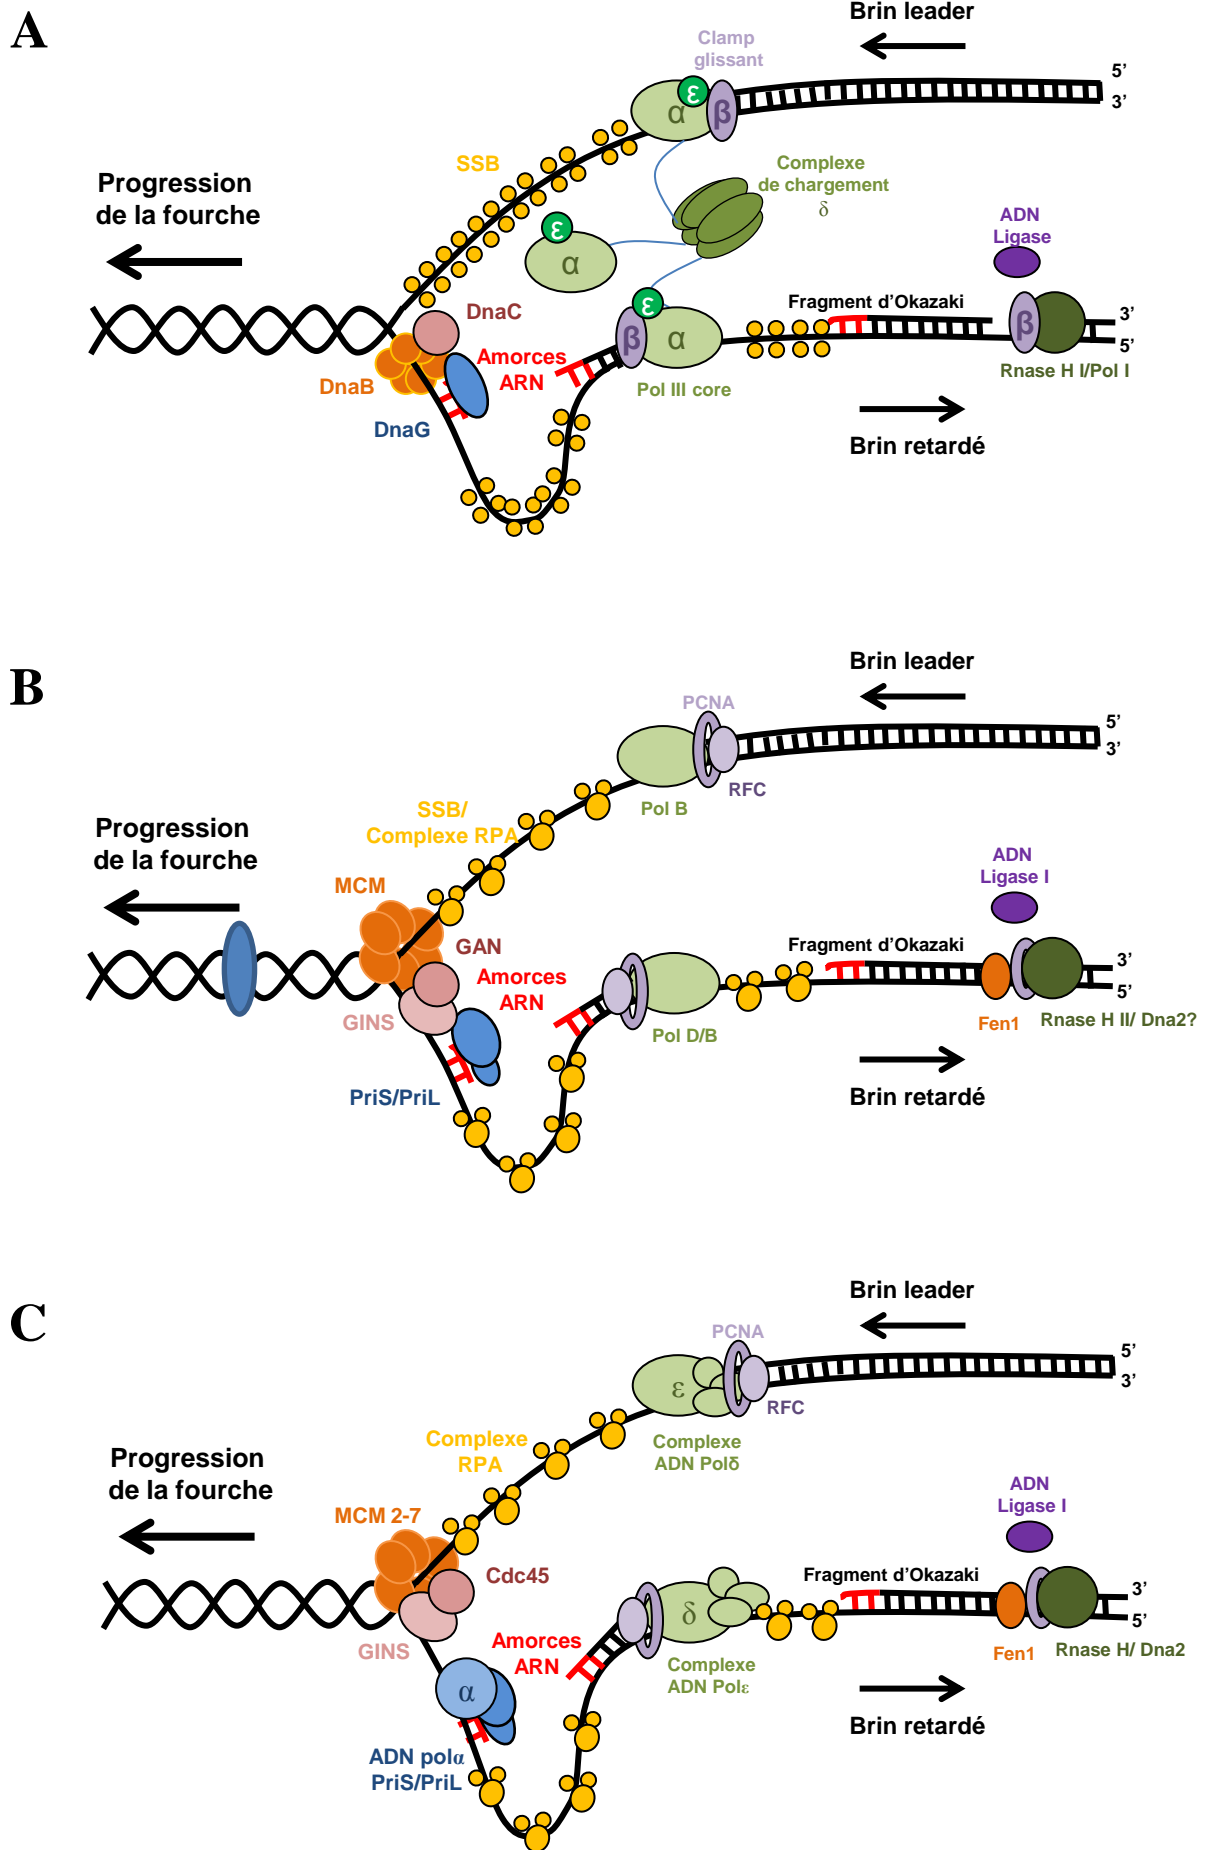 A
Brin leader
Clamp
glissant
5’
3’
ε
α
β
SSB
Complexe
de chargement
δ
Progression
de la fourche
ε
α
ADN
Ligase
DnaC
ε
β
α
Fragment d’Okazaki
β
3’
5’
Amorces
ARN
DnaB
Pol III core
Rnase H I/Pol I
DnaG
Brin retardé
B
Brin leader
PCNA
5’
3’
RFC
Pol B
SSB/
Complexe RPA
Progression
de la fourche
ADN
Ligase I
MCM
GAN
Fragment d’Okazaki
3’
5’
Amorces
ARN
GINS
Pol D/B
Fen1
Rnase H II/ Dna2?
PriS/PriL
Brin retardé
C
Brin leader
PCNA
5’
3’
ε
RFC
Complexe
ADN Polδ
Complexe
RPA
Progression
de la fourche
ADN
Ligase I
MCM 2-7
Cdc45
Fragment d’Okazaki
3’
5’
δ
Amorces
ARN
GINS
Fen1
Rnase H/ Dna2
Complexe
ADN Polε
α
Brin retardé
ADN polα
PriS/PriL